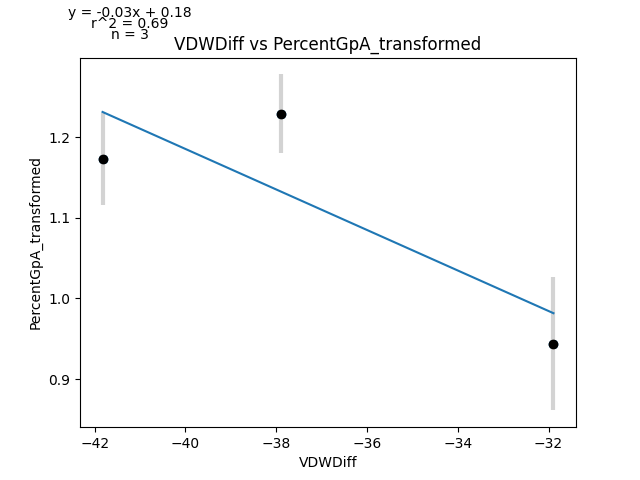 y = -0.03x + 0.18
r^2 = 0.69
n = 3
VDWDiff vs PercentGpA_transformed
PercentGpA_transformed
1.2
1.1
1.0
0.9
−42
−40
−38
−36
−34
−32
VDWDiff